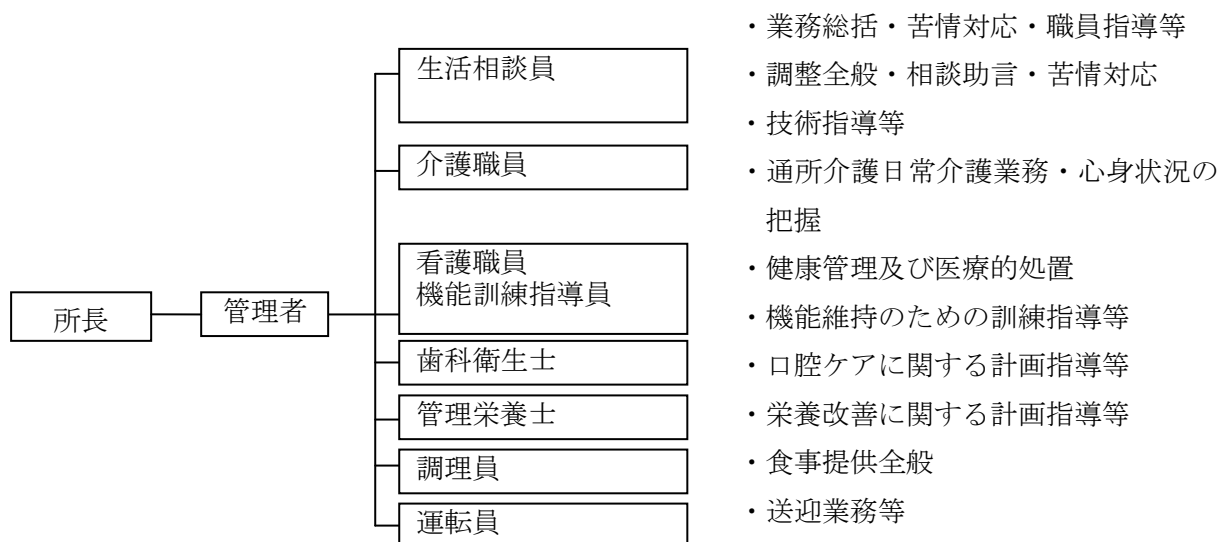 所長
管理者
生活相談員
介護職員
看護職員
機能訓練指導員
歯科衛生士
管理栄養士
調理員
運転員
・業務総括・苦情対応・職員指導等
・調整全般・相談助言・苦情対応
・技術指導等
・通所介護日常介護業務・心身状況の
把握
・健康管理及び医療的処置
・機能維持のための訓練指導等
・口腔ケアに関する計画指導等
・栄養改善に関する計画指導等
・食事提供全般
・送迎業務等